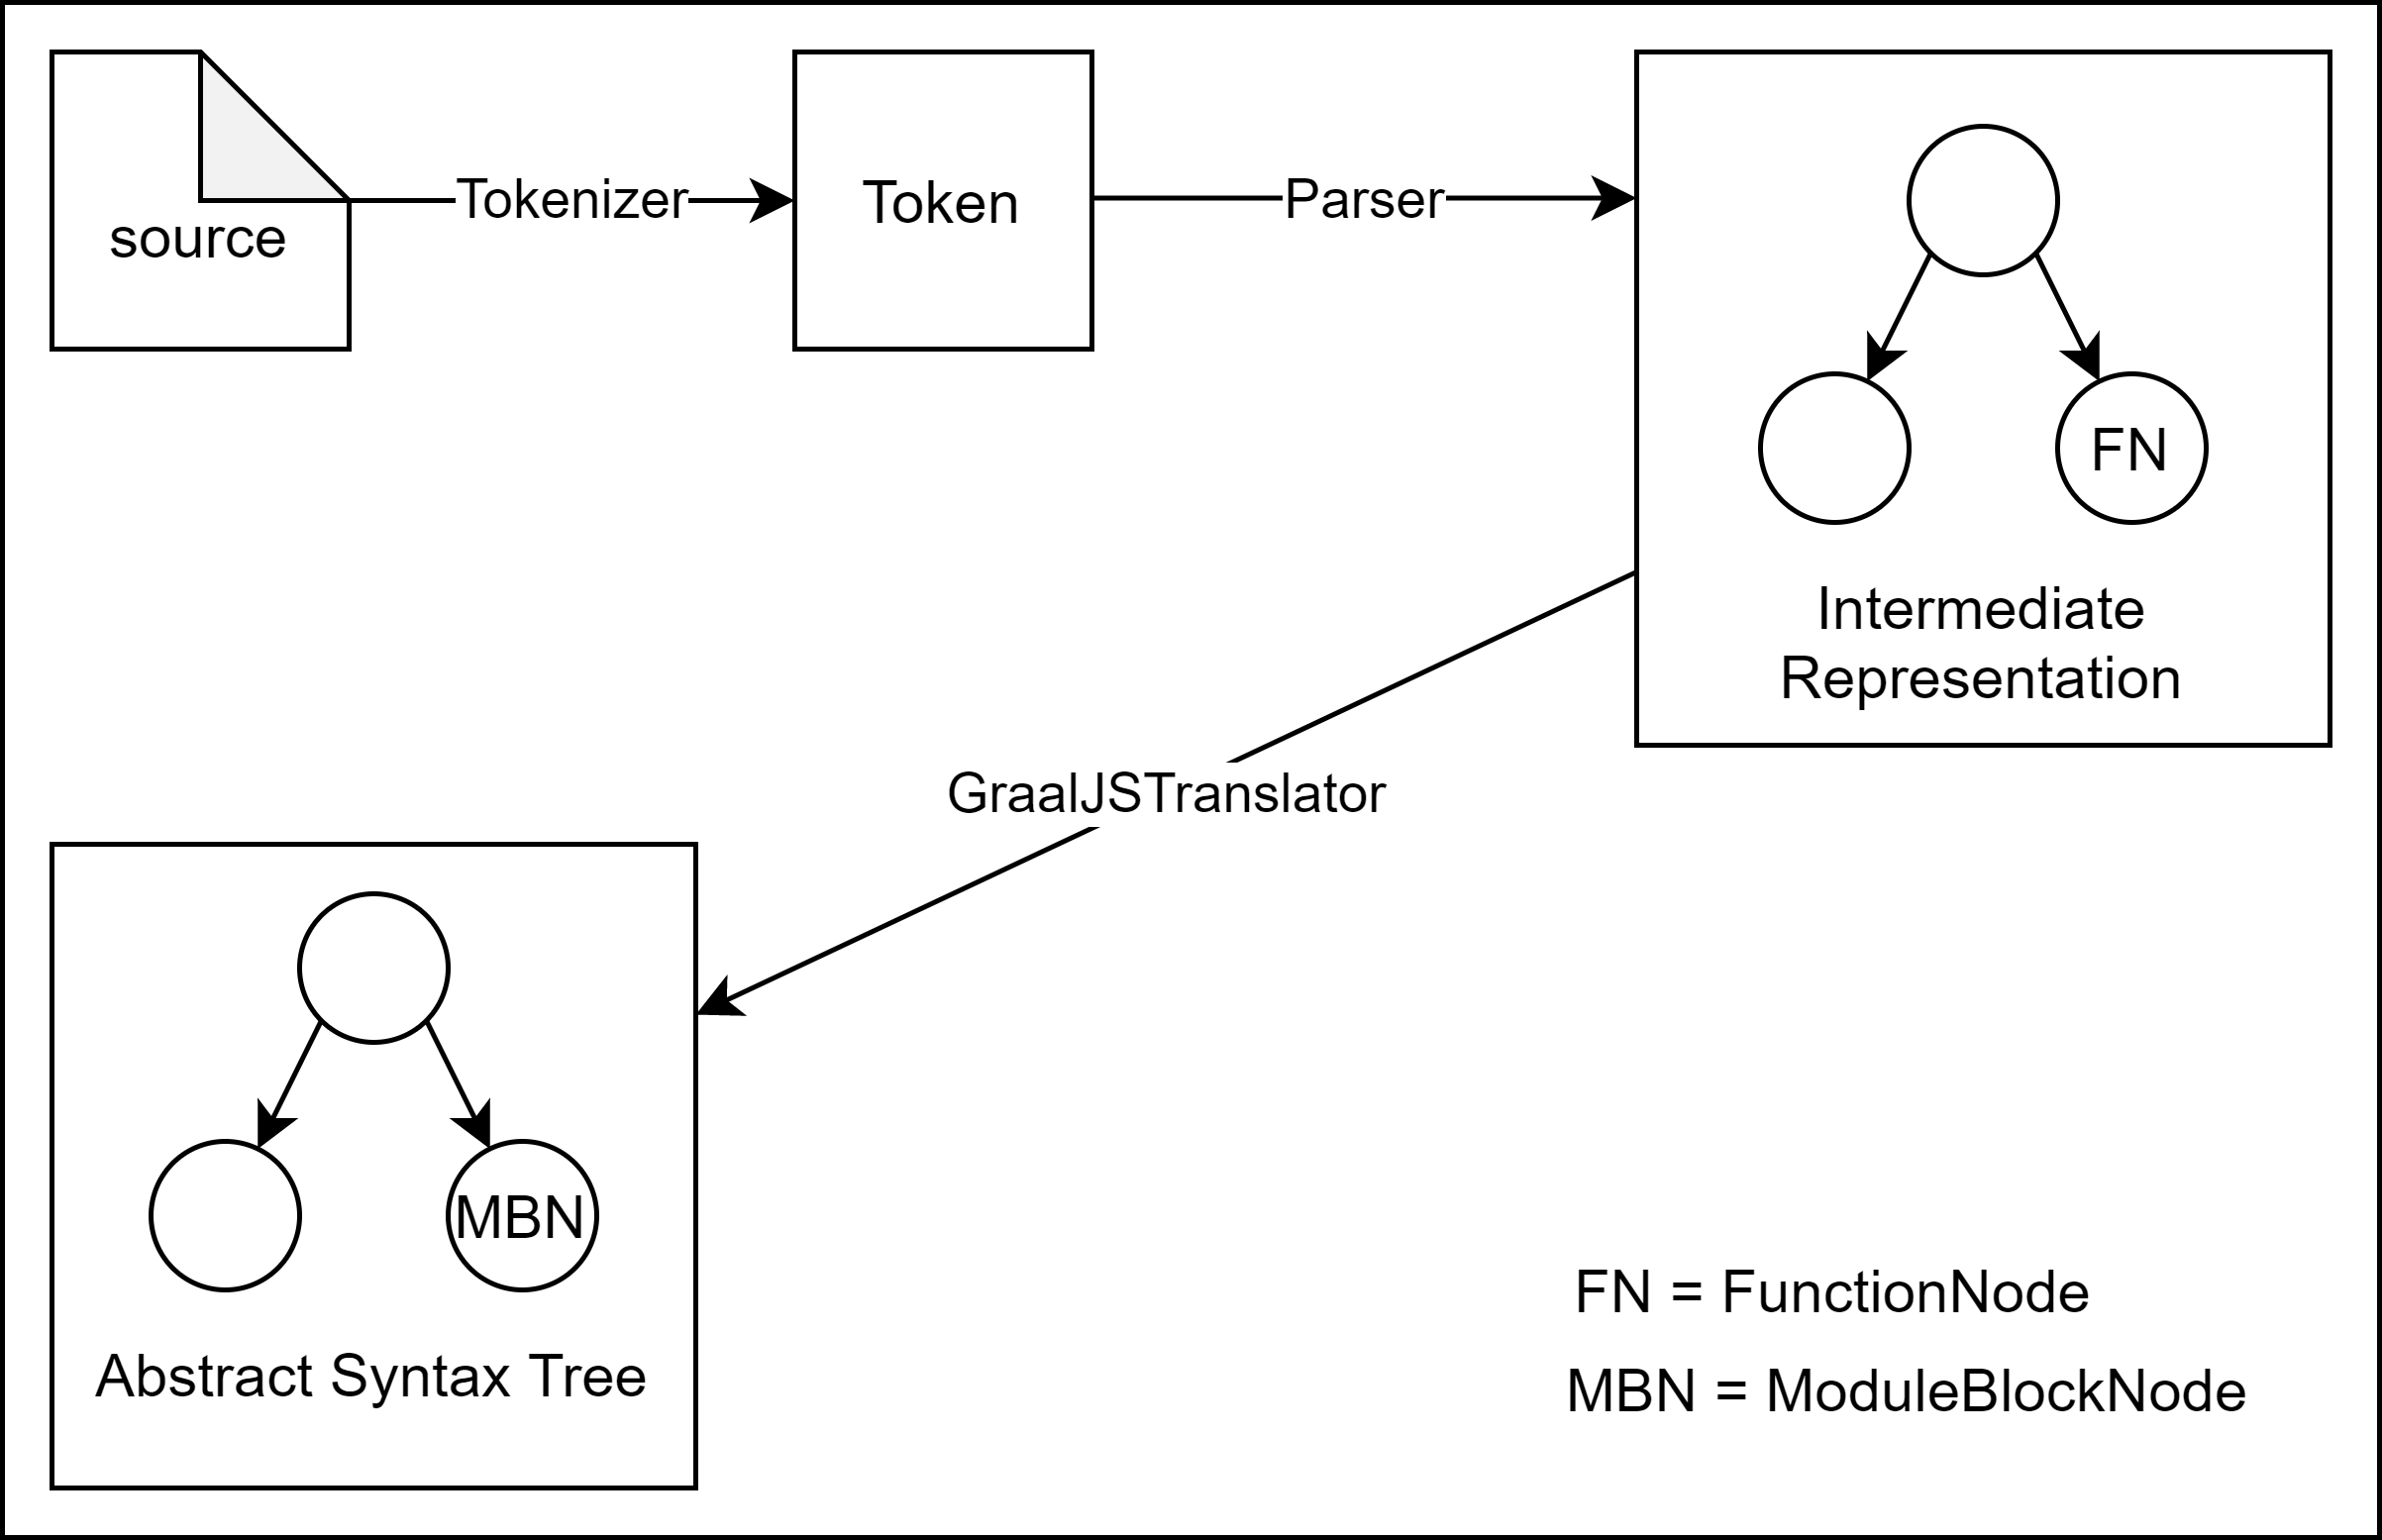 source
Tokenizer
Token
Parser
FN
Intermediate
Representation
GraalJSTranslator
MBN
Abstract Syntax Tree
FN = FunctionNode
MBN = ModuleBlockNode